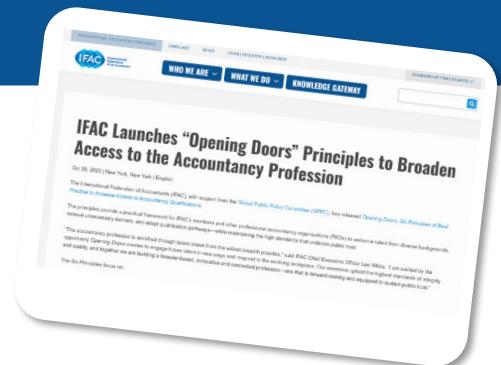 IFAC
WHO WE ARE
WHAT WE DO
KNOWLEDGE GATEWAY
IFAC Launches “Opening Doors” Principles to Broaden
Access to the Accountancy Profession
2025 | New York, New York | English
The International Federation of Accountants (IFAC), with support from the Global Public Policy Committee (GPPC), has released Opening Doors: Six Principles of Best
Practice to Increase Access to Accountancy Qualifications.
The principles provide a practical framework for IFAC's members and other professional accountancy organizations (PAOs) to welcome talent from diverse backgrounds,
remove unnecessary barriers, and adopt qualification pathways—while maintaining the high standards that underpin public trust.
"The accountancy profession is enriched through talent drawn from the widest breadth possible," said IFAC Chief Executive Officer Lee White. "I am excited by the
opportunity Opening Doors creates to engage future talent in new ways and respond to the evolving workplace. Our members uphold the highest standards of integrity
and quality, and together we are building a broader-based, innovative and connected profession—one that is forward-looking and equipped to sustain public trust."
The Six Principles focus on: